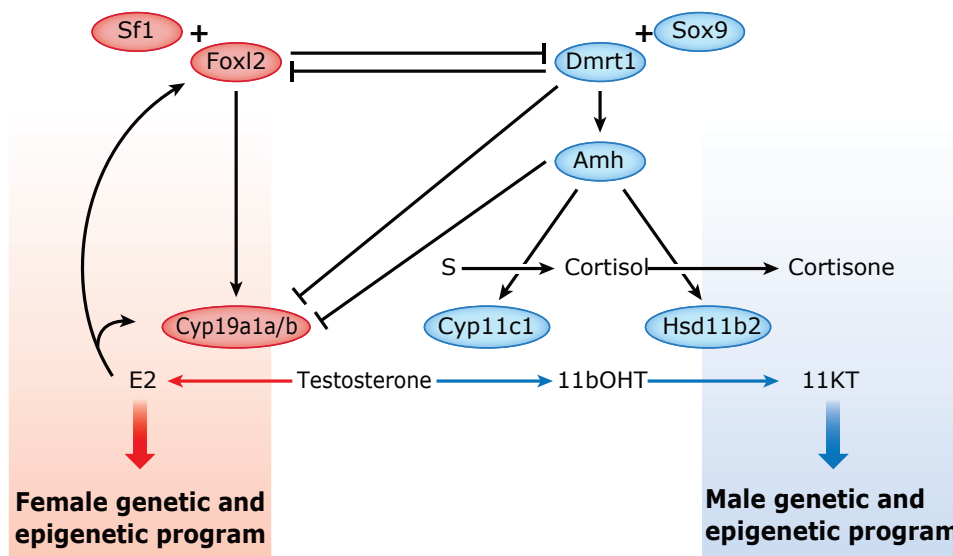 Sf1 + Sox9 +
Foxl2 Dmrt1
Amh
S Cortisol Cortisone
Cyp19a1a/b Cyp11c1 Hsd11b2
E2 Testosterone 11bOHT 11KT
Female genetic and
epigenetic program
Male genetic and
epigenetic program